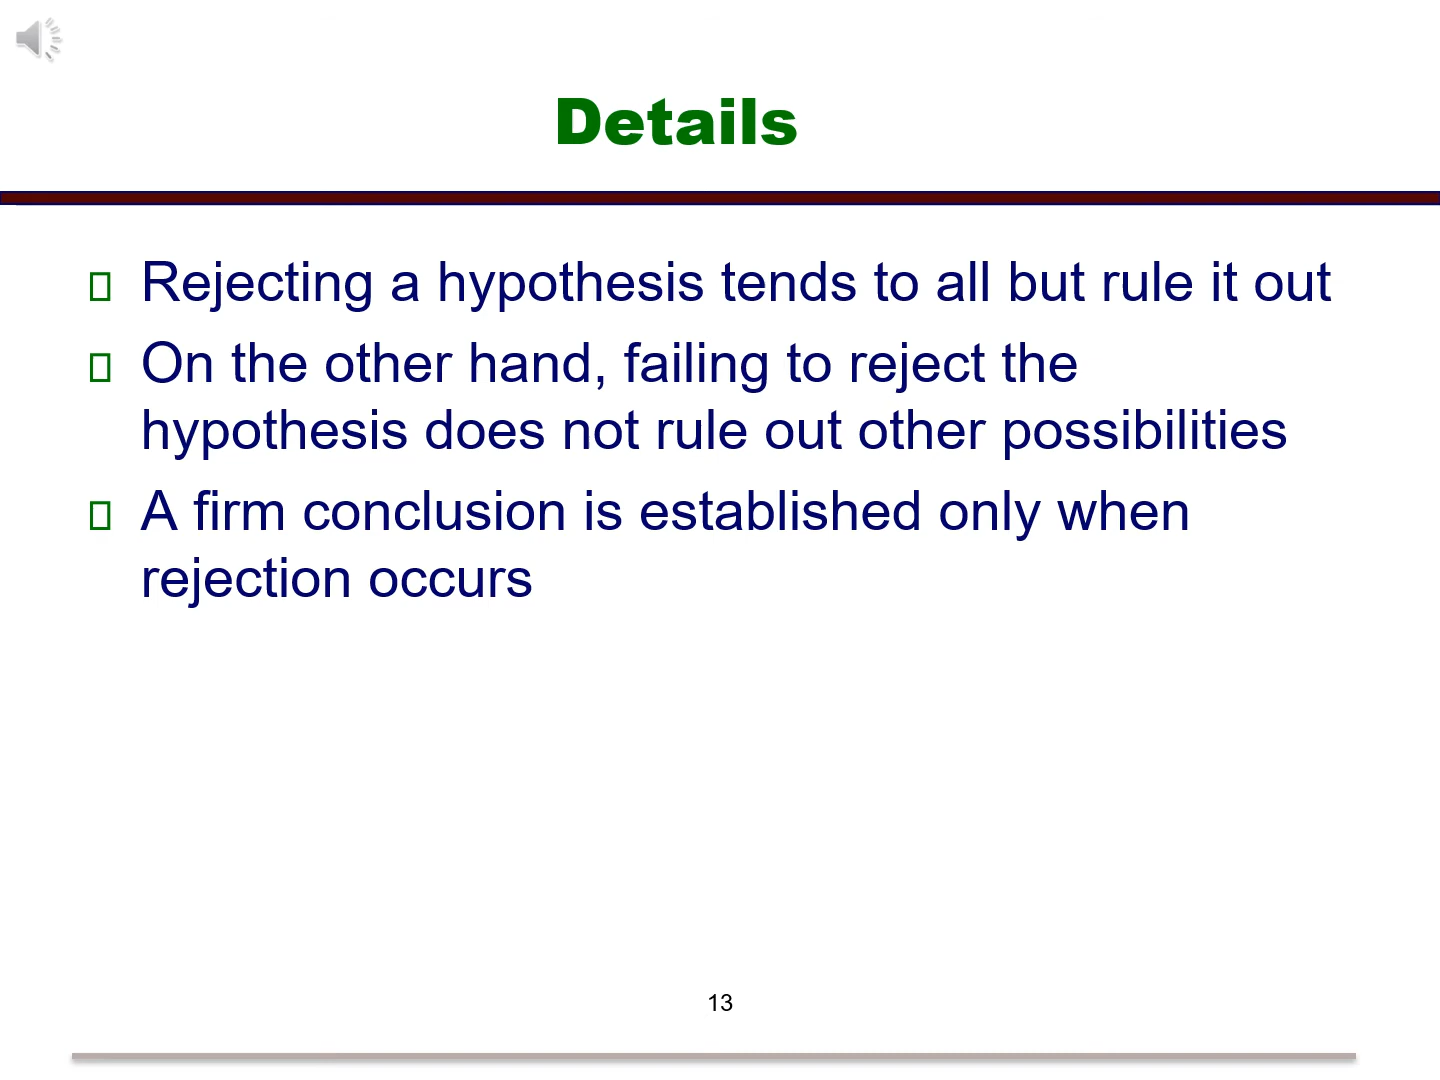 Details
Rejecting a hypothesis tends to all but rule it out
On the other hand, failing to reject the
hypothesis does not rule out other possibilities
A firm conclusion is established only when
rejection occurs
13